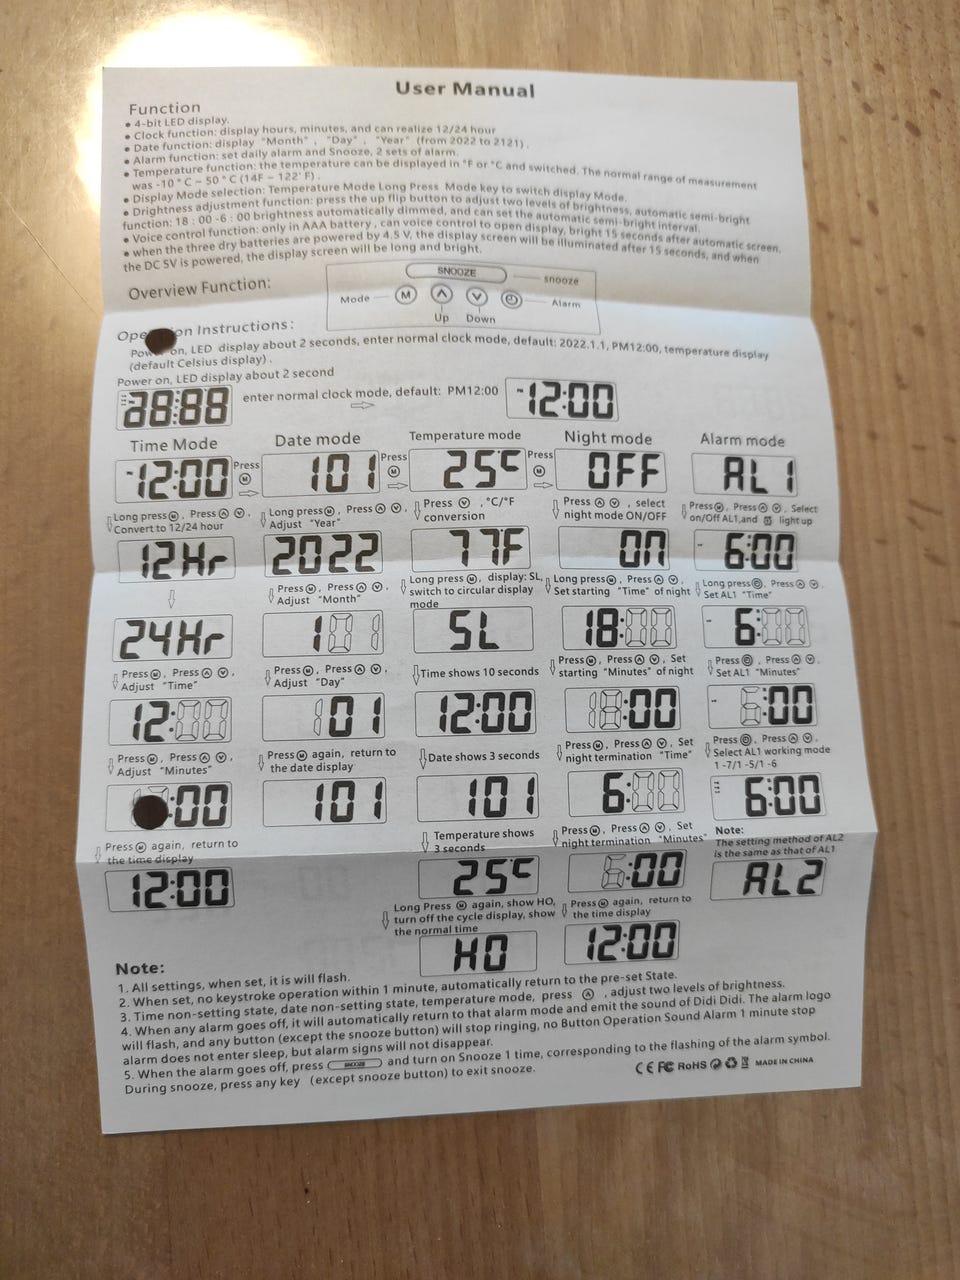 User Manual
Function
• 4-bit LED display.
• Clock function: display hours, minutes, and can realize 12/24 hour
• Date function: display "Month" , "Day" , "Year" (from 2022 to 2121) .
• Alarm function: set daily alarm and Snooze, 2 sets of alarm.
• Temperature function: the temperature can be displayed in °F or °C and switched. The normal range of measurement
was -10 ° C ~ 50 ° C (14F ~ 122° F) .
• Display Mode selection: Temperature Mode Long Press Mode key to switch display Mode.
• Drightness adjustment function: press the up flip button to adjust two levels of brightness, automatic semi-bright
function: 18 : 00 -6 : 00 brightness automatically dimmed, and can set the automatic semi-bright interval.
• Voice control function: only in AAA battery , can voice control to open display, bright 15 seconds after automatic screen.
• when the three dry batteries are powered by 4.5 V, the display screen will be illuminated after 15 seconds, and when
the DC 5V is powered, the display screen will be long and bright.
Overview Function:
SNOOZE snooze
Mode M Alarm
Up Down
Ope on Instructions:
Pow on, LED display about 2 seconds, enter normal clock mode, default: 2022.1.1, PM12:00, temperature display
(default Celsius display) .
Power on, LED display about 2 second
88:88 enter normal clock mode, default: PM12:00 12:00
Time Mode Date mode Temperature mode Night mode Alarm mode
12:00 Press M 101 Press M 25°C Press M OFF AL1
Long press M , Press ∧ ∨ ,
Convert to 12/24 hour
Long press M , Press ∧ ∨ ,
Adjust "Year"
Press ∨ , °C/°F
conversion
Press ∧ ∨ , select
night mode ON/OFF
Press M , Press ∧ ∨ , Select
on/Off AL1,and light up
12Hr 2022 77F ON 6:00
Press M , Press ∧ ∨ ,
Adjust "Month"
Long press M , display: SL,
switch to circular display
mode
Long press M , Press ∧ ∨ ,
Set starting "Time" of night
Long press , Press ∧ ∨ ,
Set AL1 "Time"
24Hr 101 SL 18:00 6:00
Press M , Press ∧ ∨ ,
Adjust "Time"
Press M , Press ∧ ∨ ,
Adjust "Day"
Time shows 10 seconds
Press M , Press ∧ ∨ , Set
starting "Minutes" of night
Press , Press ∧ ∨ ,
Set AL1 "Minutes"
12:00 101 12:00 18:00 6:00
Press M , Press ∧ ∨ ,
Adjust "Minutes"
Press M again, return to
the date display
Date shows 3 seconds
Press M , Press ∧ ∨ , Set
night termination "Time"
Press , Press ∧ ∨ ,
Select AL1 working mode
1 -7/1 -5/1 -6
:00 101 101 6:00 6:00
Press M again, return to
the time display
Temperature shows
3 seconds
Press M , Press ∧ ∨ , Set
night termination "Minutes"
Note:
The setting method of AL2
is the same as that of AL1
12:00 25°C 6:00 AL2
Long Press M again, show HO,
turn off the cycle display, show
the normal time
Press M again, return to
the time display
HO 12:00
Note:
1. All settings, when set, it is will flash.
2. When set, no keystroke operation within 1 minute, automatically return to the pre-set State.
3. Time non-setting state, date non-setting state, temperature mode, press ∧ , adjust two levels of brightness.
4. When any alarm goes off, it will automatically return to that alarm mode and emit the sound of Didi Didi. The alarm logo
will flash, and any button (except the snooze button) will stop ringing, no Button Operation Sound Alarm 1 minute stop
alarm does not enter sleep, but alarm signs will not disappear.
5. When the alarm goes off, press SNOOZE and turn on Snooze 1 time, corresponding to the flashing of the alarm symbol.
During snooze, press any key (except snooze button) to exit snooze.
CE FC RoHS MADE IN CHINA